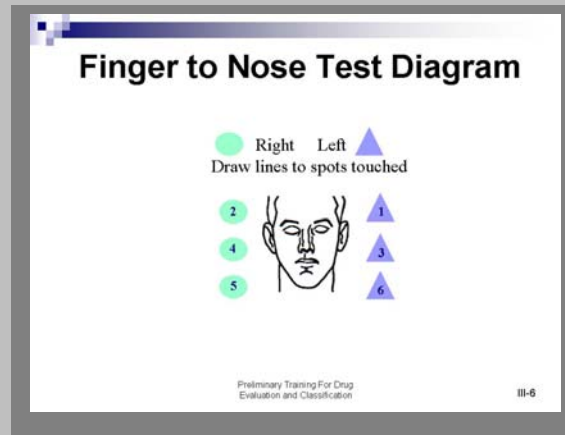 Finger to Nose Test Diagram
Right Left
Draw lines to spots touched
2 1
4 3
5 6
Preliminary Training For Drug
Evaluation and Classification
III-6